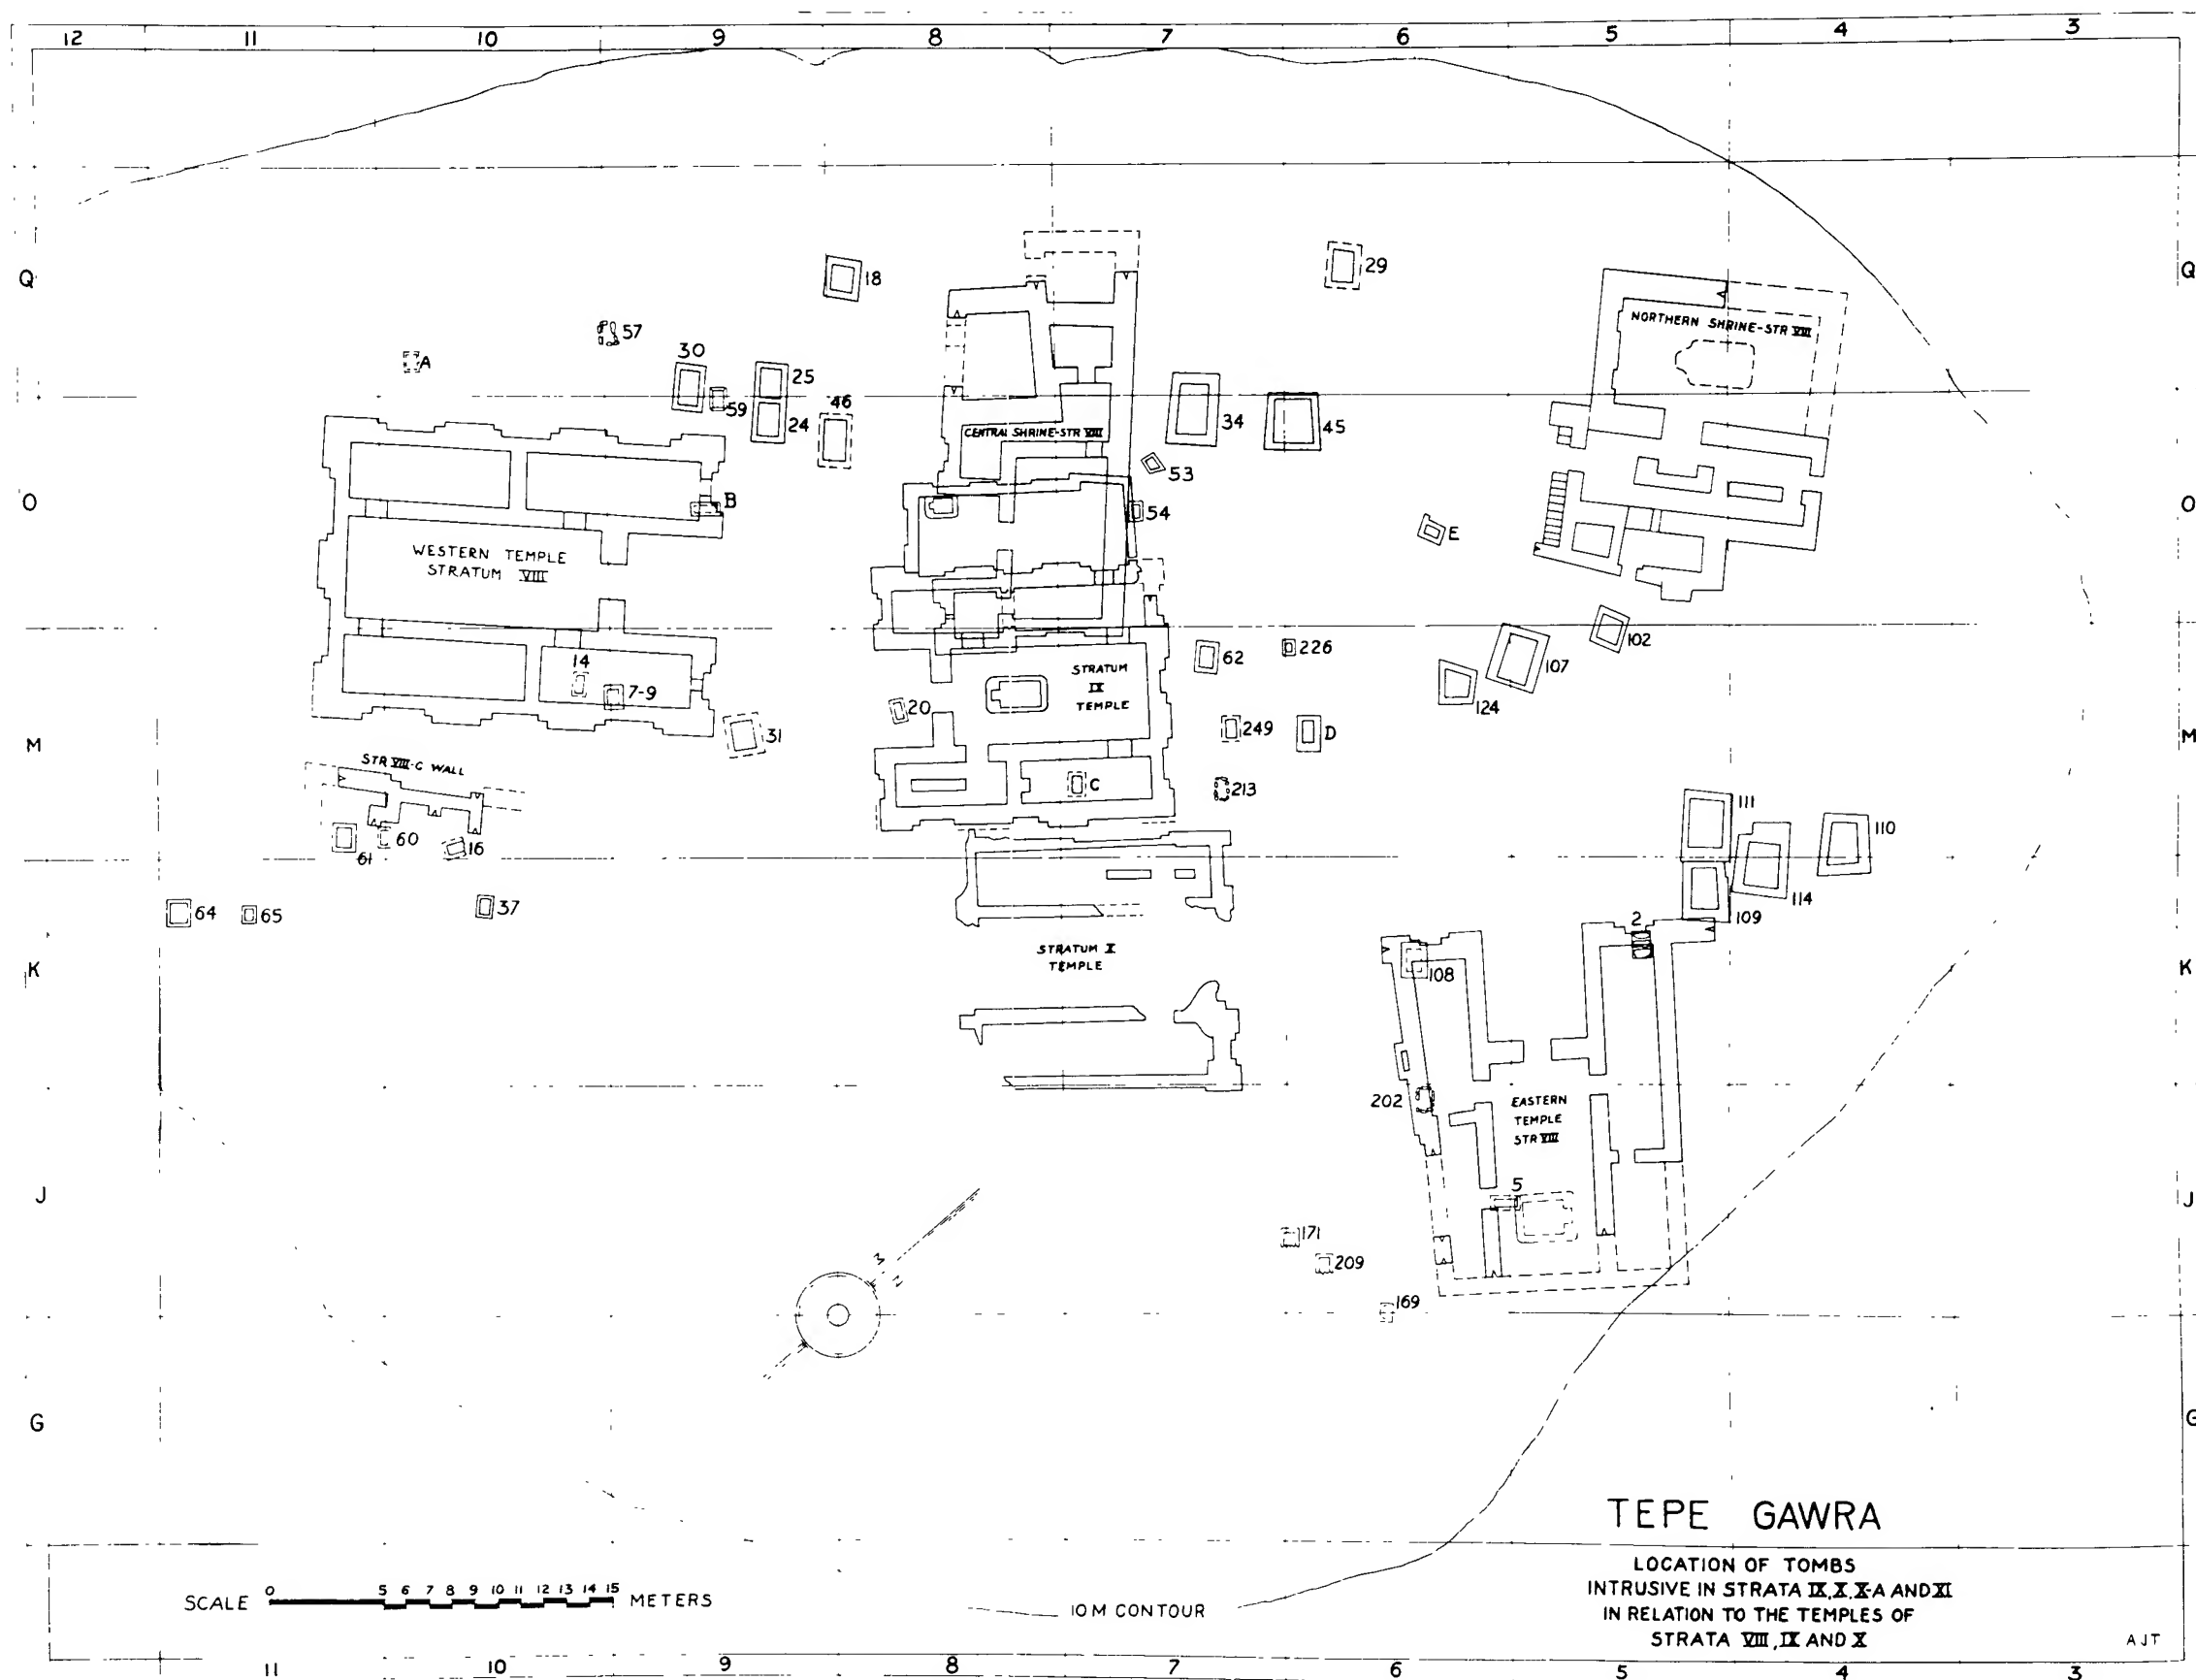 12 11 10 9 8 7 6 5 4 3
Q 18 29 Q
57
NORTHERN SHRINE-STR VIII
A 30 25
59 24 46
34 45
CENTRAL SHRINE-STR VIII
53
O B 54 O
E
WESTERN TEMPLE
STRATUM VIII
102
62 226 107
14
7-9
STRATUM
IX
TEMPLE
124
20
31 249 D
M M
STR VIII-C WALL
C 213
111
110
61 60 16
114
64 65 37
109
2
STRATUM X
TEMPLE
108
K K
202
EASTERN
TEMPLE
STR VIII
5
J J
171
209
N
169
G G
TEPE GAWRA
LOCATION OF TOMBS
INTRUSIVE IN STRATA IX, X, X-A AND XI
IN RELATION TO THE TEMPLES OF
STRATA VIII, IX AND X
SCALE 0 5 6 7 8 9 10 11 12 13 14 15 METERS
10 M CONTOUR
AJT
11 10 9 8 7 6 5 4 3